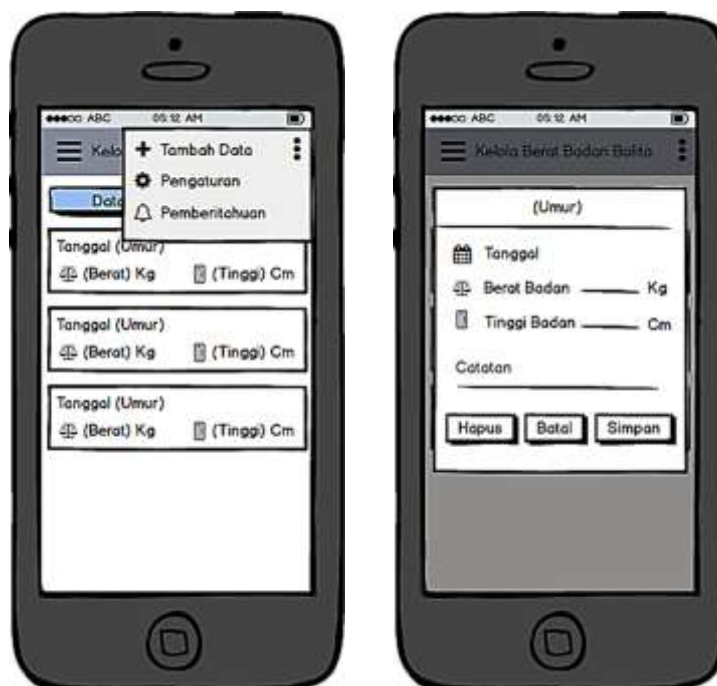 ABC 05:12 AM
Kelo
+ Tambah Data
Pengaturan
Pemberitahuan
Data
Tanggal (Umur)
(Berat) Kg (Tinggi) Cm
Tanggal (Umur)
(Berat) Kg (Tinggi) Cm
Tanggal (Umur)
(Berat) Kg (Tinggi) Cm
ABC 05:12 AM
Kelola Berat Badan Balita
(Umur)
Tanggal
Berat Badan Kg
Tinggi Badan Cm
Catatan
Hapus Batal Simpan